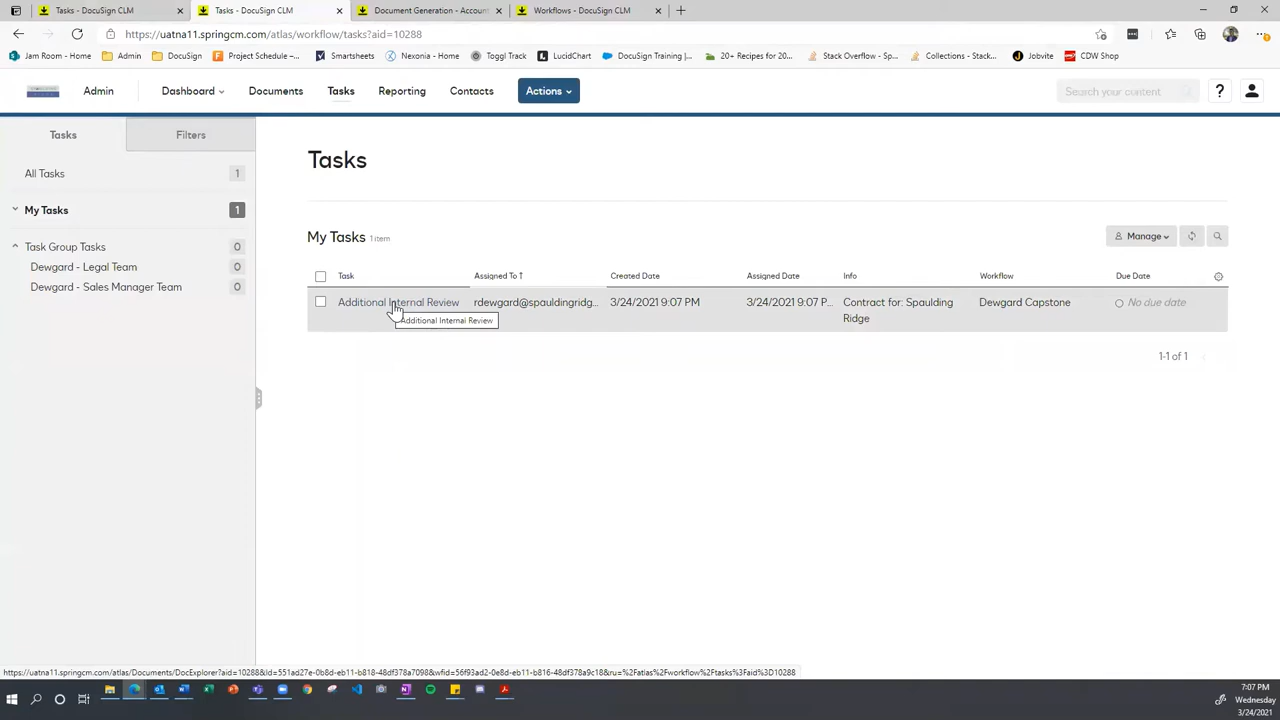 Tasks - DocuSign CLM
Tasks - DocuSign CLM
Document Generation - Account
Workflows - DocuSign CLM
https://uatna11.springcm.com/atlas/workflow/tasks?aid=10288
Jam Room - Home
Admin
DocuSign
Project Schedule –...
Smartsheets
Nexonia - Home
Toggl Track
LucidChart
DocuSign Training |...
20+ Recipes for 20...
Stack Overflow - Sp...
Collections - Stack...
Jobvite
CDW Shop
Admin
Dashboard
Documents
Tasks
Reporting
Contacts
Actions
Search your content
?
Tasks
Filters
All Tasks 1
My Tasks 1
Task Group Tasks 0
Dewgard - Legal Team 0
Dewgard - Sales Manager Team 0
Tasks
My Tasks 1 item
Manage
Task Assigned To Created Date Assigned Date Info Workflow Due Date
Additional Internal Review rdewgard@spauldingridg... 3/24/2021 9:07 PM 3/24/2021 9:07 P... Contract for: Spaulding Dewgard Capstone No due date
Ridge
Additional Internal Review
1-1 of 1
https://uatna11.springcm.com/atlas/Documents/DocExplorer?aid=10288&ld=551ad27e-0b8d-eb11-b818-48df378a7098&wfid=56f93ad2-0e8d-eb11-b816-48df378a9c18&ru=%2Fatlas%2Fworkflow%2Ftasks%3Faid%3D10288
7:07 PM
Wednesday
3/24/2021